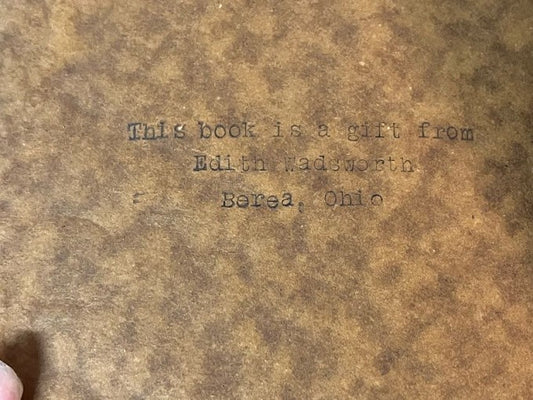 This book is a gift from
Edith Wadsworth
Berea, Ohio